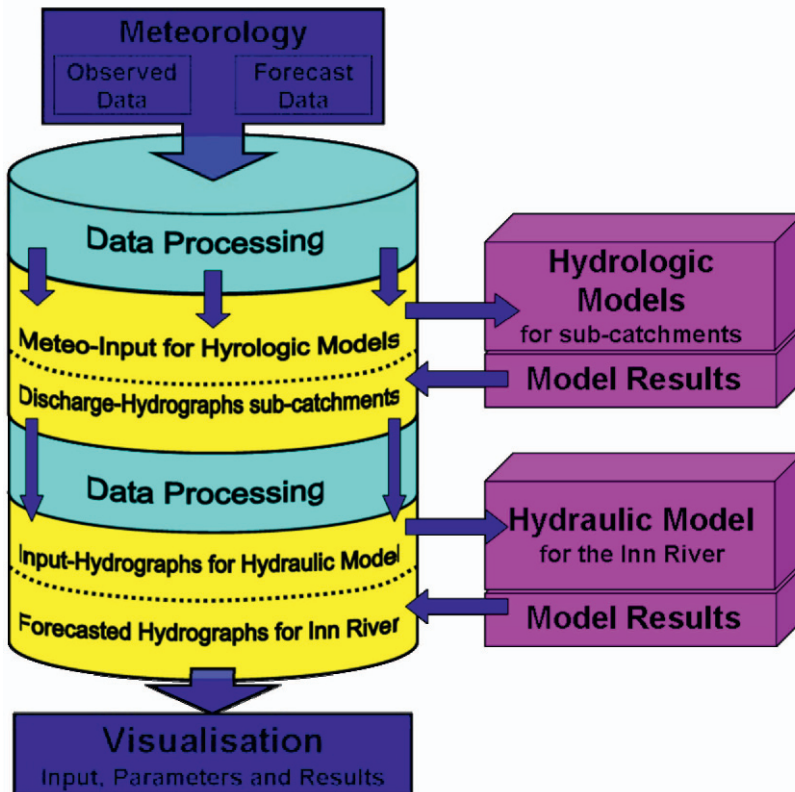 Meteorology
Observed
Data
Forecast
Data
Data Processing
Meteo-Input for Hyrologic Models
Discharge-Hydrographs sub-catchments
Data Processing
Input-Hydrographs for Hydraulic Model
Forecasted Hydrographs for Inn River
Hydrologic
Models
for sub-catchments
Model Results
Hydraulic Model
for the Inn River
Model Results
Visualisation
Input, Parameters and Results